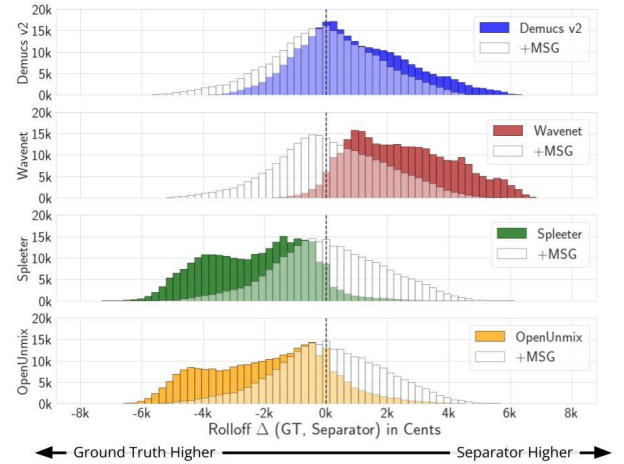 20k
15k
10k
5k
0k
Demucs v2
Demucs v2
+MSG
20k
15k
10k
5k
0k
Wavenet
Wavenet
+MSG
20k
15k
10k
5k
0k
Spleeter
Spleeter
+MSG
20k
15k
10k
5k
0k
OpenUnmix
OpenUnmix
+MSG
-8k -6k -4k -2k 0k 2k 4k 6k 8k
Rolloff Δ (GT, Separator) in Cents
Ground Truth Higher Separator Higher